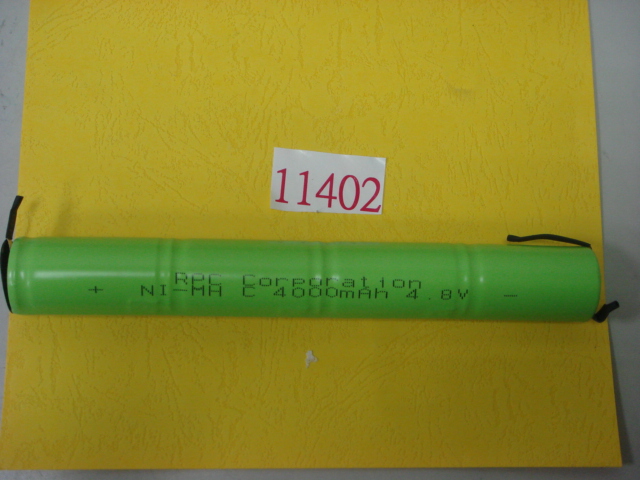 11402
RPC Corporation
+ NI-MH C 4000mAh 4.8V -